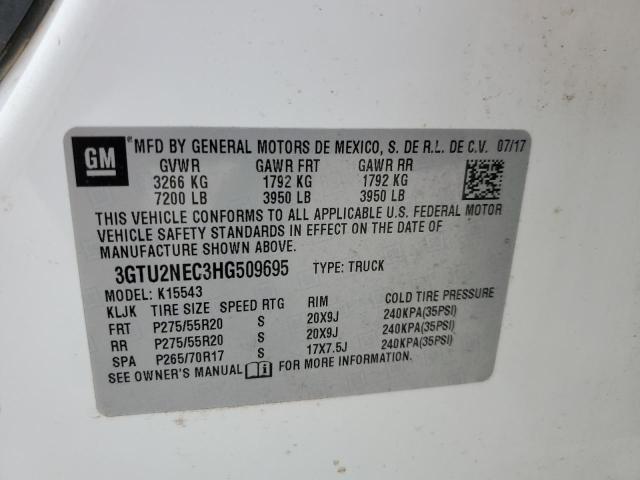 GM
® MFD BY GENERAL MOTORS DE MEXICO, S. DE R.L. DE C.V. 07/17
GVWR GAWR FRT GAWR RR
3266 KG 1792 KG 1792 KG
7200 LB 3950 LB 3950 LB
THIS VEHICLE CONFORMS TO ALL APPLICABLE U.S. FEDERAL MOTOR
VEHICLE SAFETY STANDARDS IN EFFECT ON THE DATE OF
MANUFACTURE SHOWN ABOVE.
3GTU2NEC3HG509695 TYPE: TRUCK
MODEL: K15543
KLJK TIRE SIZE SPEED RTG RIM COLD TIRE PRESSURE
FRT P275/55R20 S 20X9J 240KPA(35PSI)
RR P275/55R20 S 20X9J 240KPA(35PSI)
SPA P265/70R17 S 17X7.5J 240KPA(35PSI)
SEE OWNER'S MANUAL FOR MORE INFORMATION.